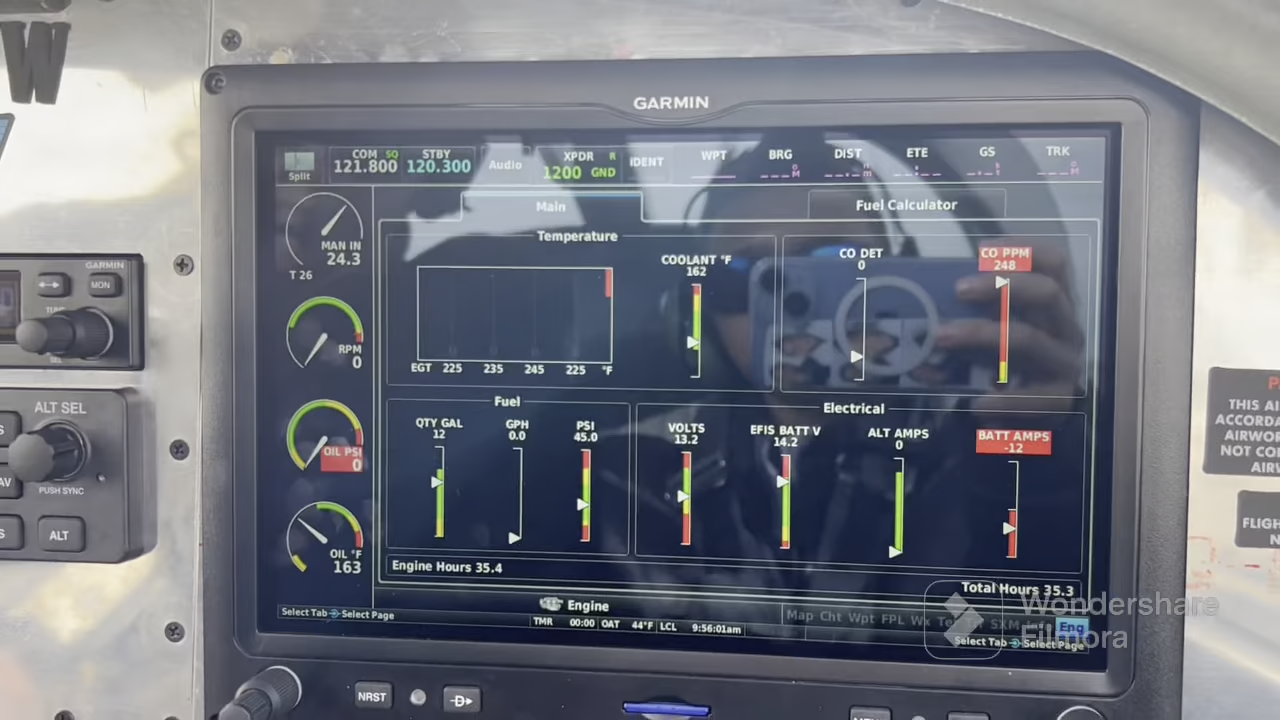 W
GARMIN
Split
COM SQ STBY
121.800 120.300
Audio
XPDR R
1200 GND
IDENT
WPT BRG DIST ETE GS TRK
Main
Fuel Calculator
MAN IN
24.3
T 26
RPM
0
OIL PSI
0
OIL °F
163
Temperature
EGT 225 235 245 225 °F
COOLANT °F
162
CO DET
0
CO PPM
248
Fuel
QTY GAL
12
GPH
0.0
PSI
45.0
Electrical
VOLTS
13.2
EFIS BATT V
14.2
ALT AMPS
0
BATT AMPS
-12
Engine Hours 35.4
Total Hours 35.3
Select Tab Select Page
Engine
Map Cht Wpt FPL Wx
SXM
Eng
TMR 00:00 OAT 44°F LCL 9:56:01am
Select Tab Select Page
GARMIN
MON
ALT SEL
PUSH SYNC
ALT
NRST
D
THIS AI
ACCORDA
AIRWOR
NOT CO
AIRV
FLIGH
N
Wondershare
Filmora